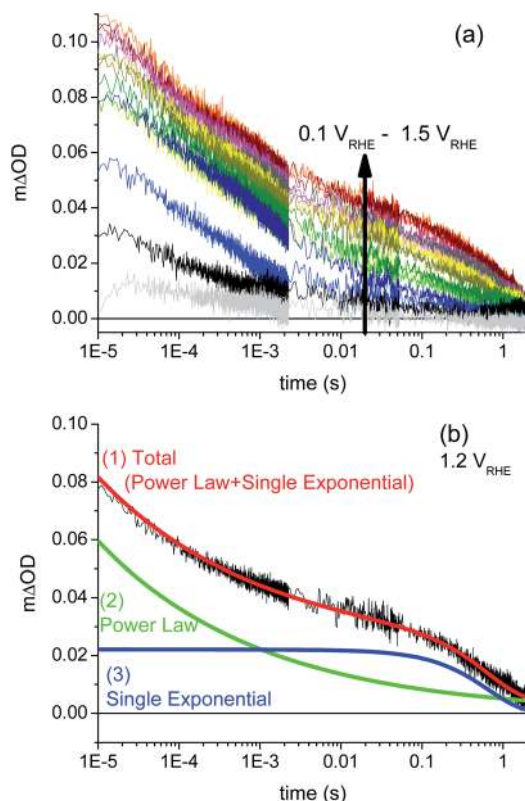 (a)
0.1 V_RHE - 1.5 V_RHE
mΔOD
0.10
0.08
0.06
0.04
0.02
0.00
1E-5 1E-4 1E-3 0.01 0.1 1
time (s)
(b)
1.2 V_RHE
(1) Total
(Power Law+Single Exponential)
(2)
Power Law
(3)
Single Exponential
mΔOD
0.10
0.08
0.06
0.04
0.02
0.00
1E-5 1E-4 1E-3 0.01 0.1 1
time (s)